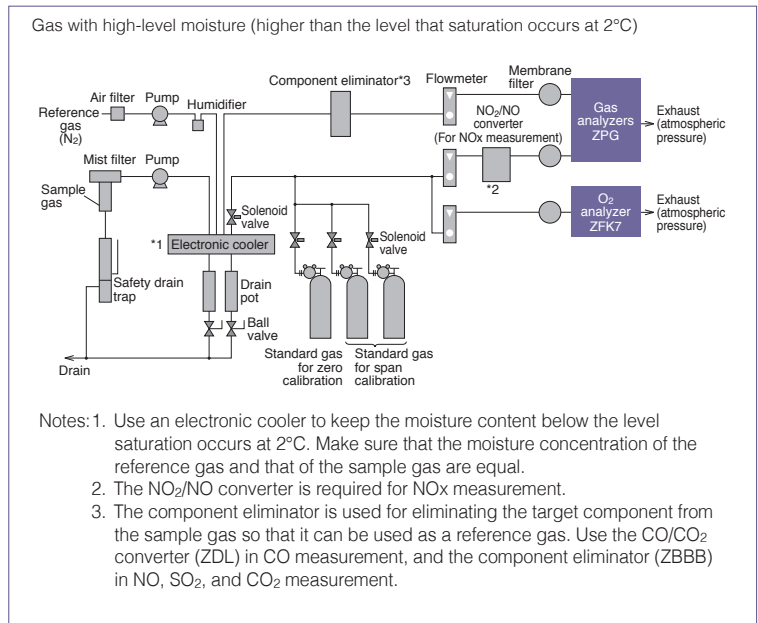 Gas with high-level moisture (higher than the level that saturation occurs at 2°C)
Component eliminator*3
Flowmeter
Membrane
filter
Air filter
Pump
Humidifier
Reference
gas
(N₂)
NO₂/NO
converter
(For NOx measurement)
*2
Gas
analyzers
ZPG
Exhaust
(atmospheric
pressure)
Mist filter
Pump
Sample
gas
Solenoid
valve
O₂
analyzer
ZFK7
Exhaust
(atmospheric
pressure)
*1
Electronic cooler
Solenoid
valve
Safety drain
trap
Drain
pot
Ball
valve
Drain
Standard gas
for zero
calibration
Standard gas
for span
calibration
Notes: 1. Use an electronic cooler to keep the moisture content below the level
saturation occurs at 2°C. Make sure that the moisture concentration of the
reference gas and that of the sample gas are equal.
2. The NO₂/NO converter is required for NOx measurement.
3. The component eliminator is used for eliminating the target component from
the sample gas so that it can be used as a reference gas. Use the CO/CO₂
converter (ZDL) in CO measurement, and the component eliminator (ZBBB)
in NO, SO₂, and CO₂ measurement.